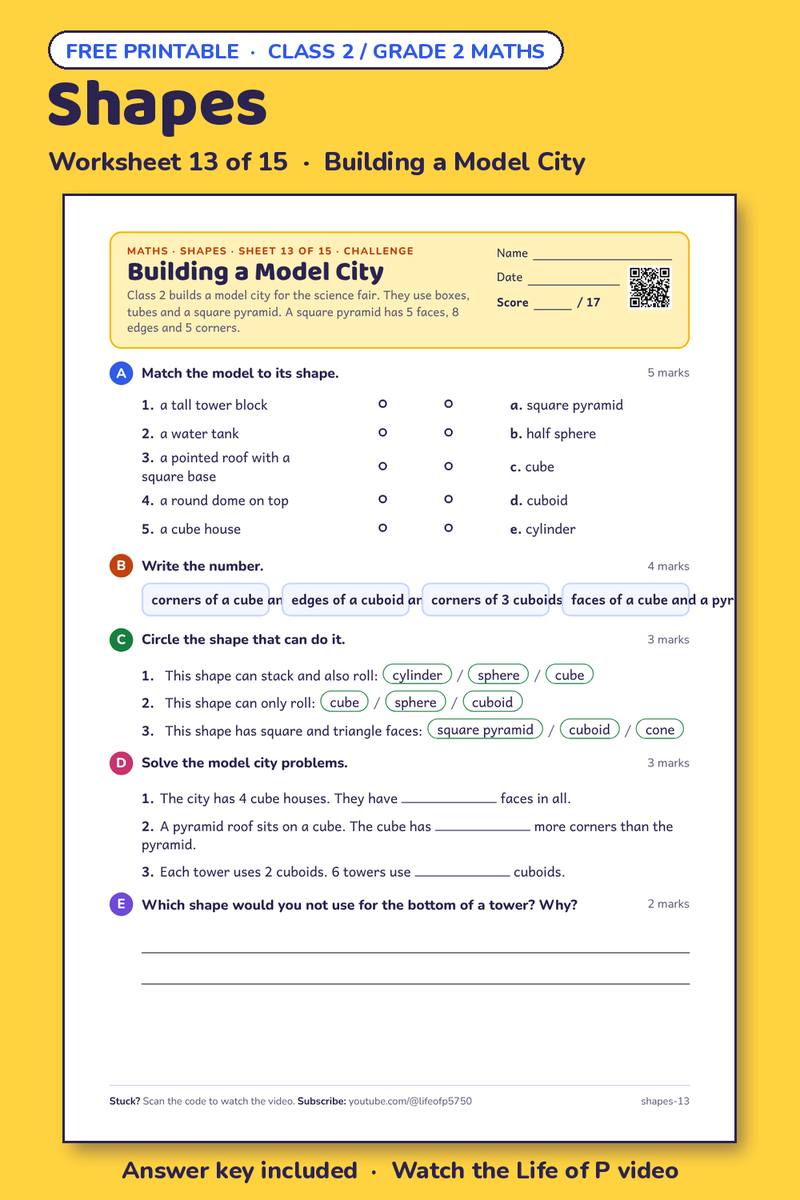 FREE PRINTABLE · CLASS 2 / GRADE 2 MATHS
Shapes
Worksheet 13 of 15 · Building a Model City
MATHS · SHAPES · SHEET 13 OF 15 · CHALLENGE
Building a Model City
Class 2 builds a model city for the science fair. They use boxes,
tubes and a square pyramid. A square pyramid has 5 faces, 8
edges and 5 corners.
Name
Date
Score / 17
A Match the model to its shape. 5 marks
1. a tall tower block a. square pyramid
2. a water tank b. half sphere
3. a pointed roof with a
square base c. cube
4. a round dome on top d. cuboid
5. a cube house e. cylinder
B Write the number. 4 marks
corners of a cube an edges of a cuboid ar corners of 3 cuboids faces of a cube and a pyr
C Circle the shape that can do it. 3 marks
1. This shape can stack and also roll: cylinder / sphere / cube
2. This shape can only roll: cube / sphere / cuboid
3. This shape has square and triangle faces: square pyramid / cuboid / cone
D Solve the model city problems. 3 marks
1. The city has 4 cube houses. They have ____ faces in all.
2. A pyramid roof sits on a cube. The cube has ____ more corners than the
pyramid.
3. Each tower uses 2 cuboids. 6 towers use ____ cuboids.
E Which shape would you not use for the bottom of a tower? Why? 2 marks
Stuck? Scan the code to watch the video. Subscribe: youtube.com/@lifeofp5750 shapes-13
Answer key included · Watch the Life of P video